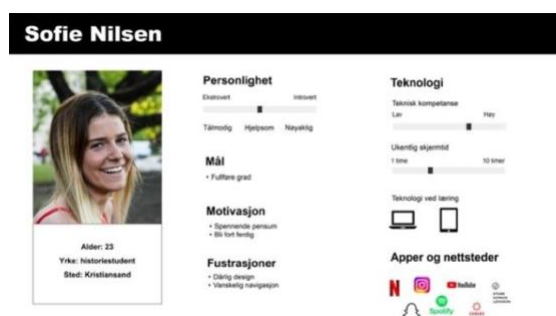 Sofie Nilsen
Alder: 23
Yrke: historiestudent
Sted: Kristiansand
Personlighet
Ekstrovert Introvert
Tålmodig Hjelpsom Nøyaktig
Mål
• Fullføre grad
Motivasjon
• Spennende pensum
• Bli fort ferdig
Fustrasjoner
• Dårlig design
• Vanskelig navigasjon
Teknologi
Teknisk kompetanse
Lav Høy
Ukentlig skjermtid
1 time 10 timer
Teknologi ved læring
Apper og nettsteder
YouTube
Spotify